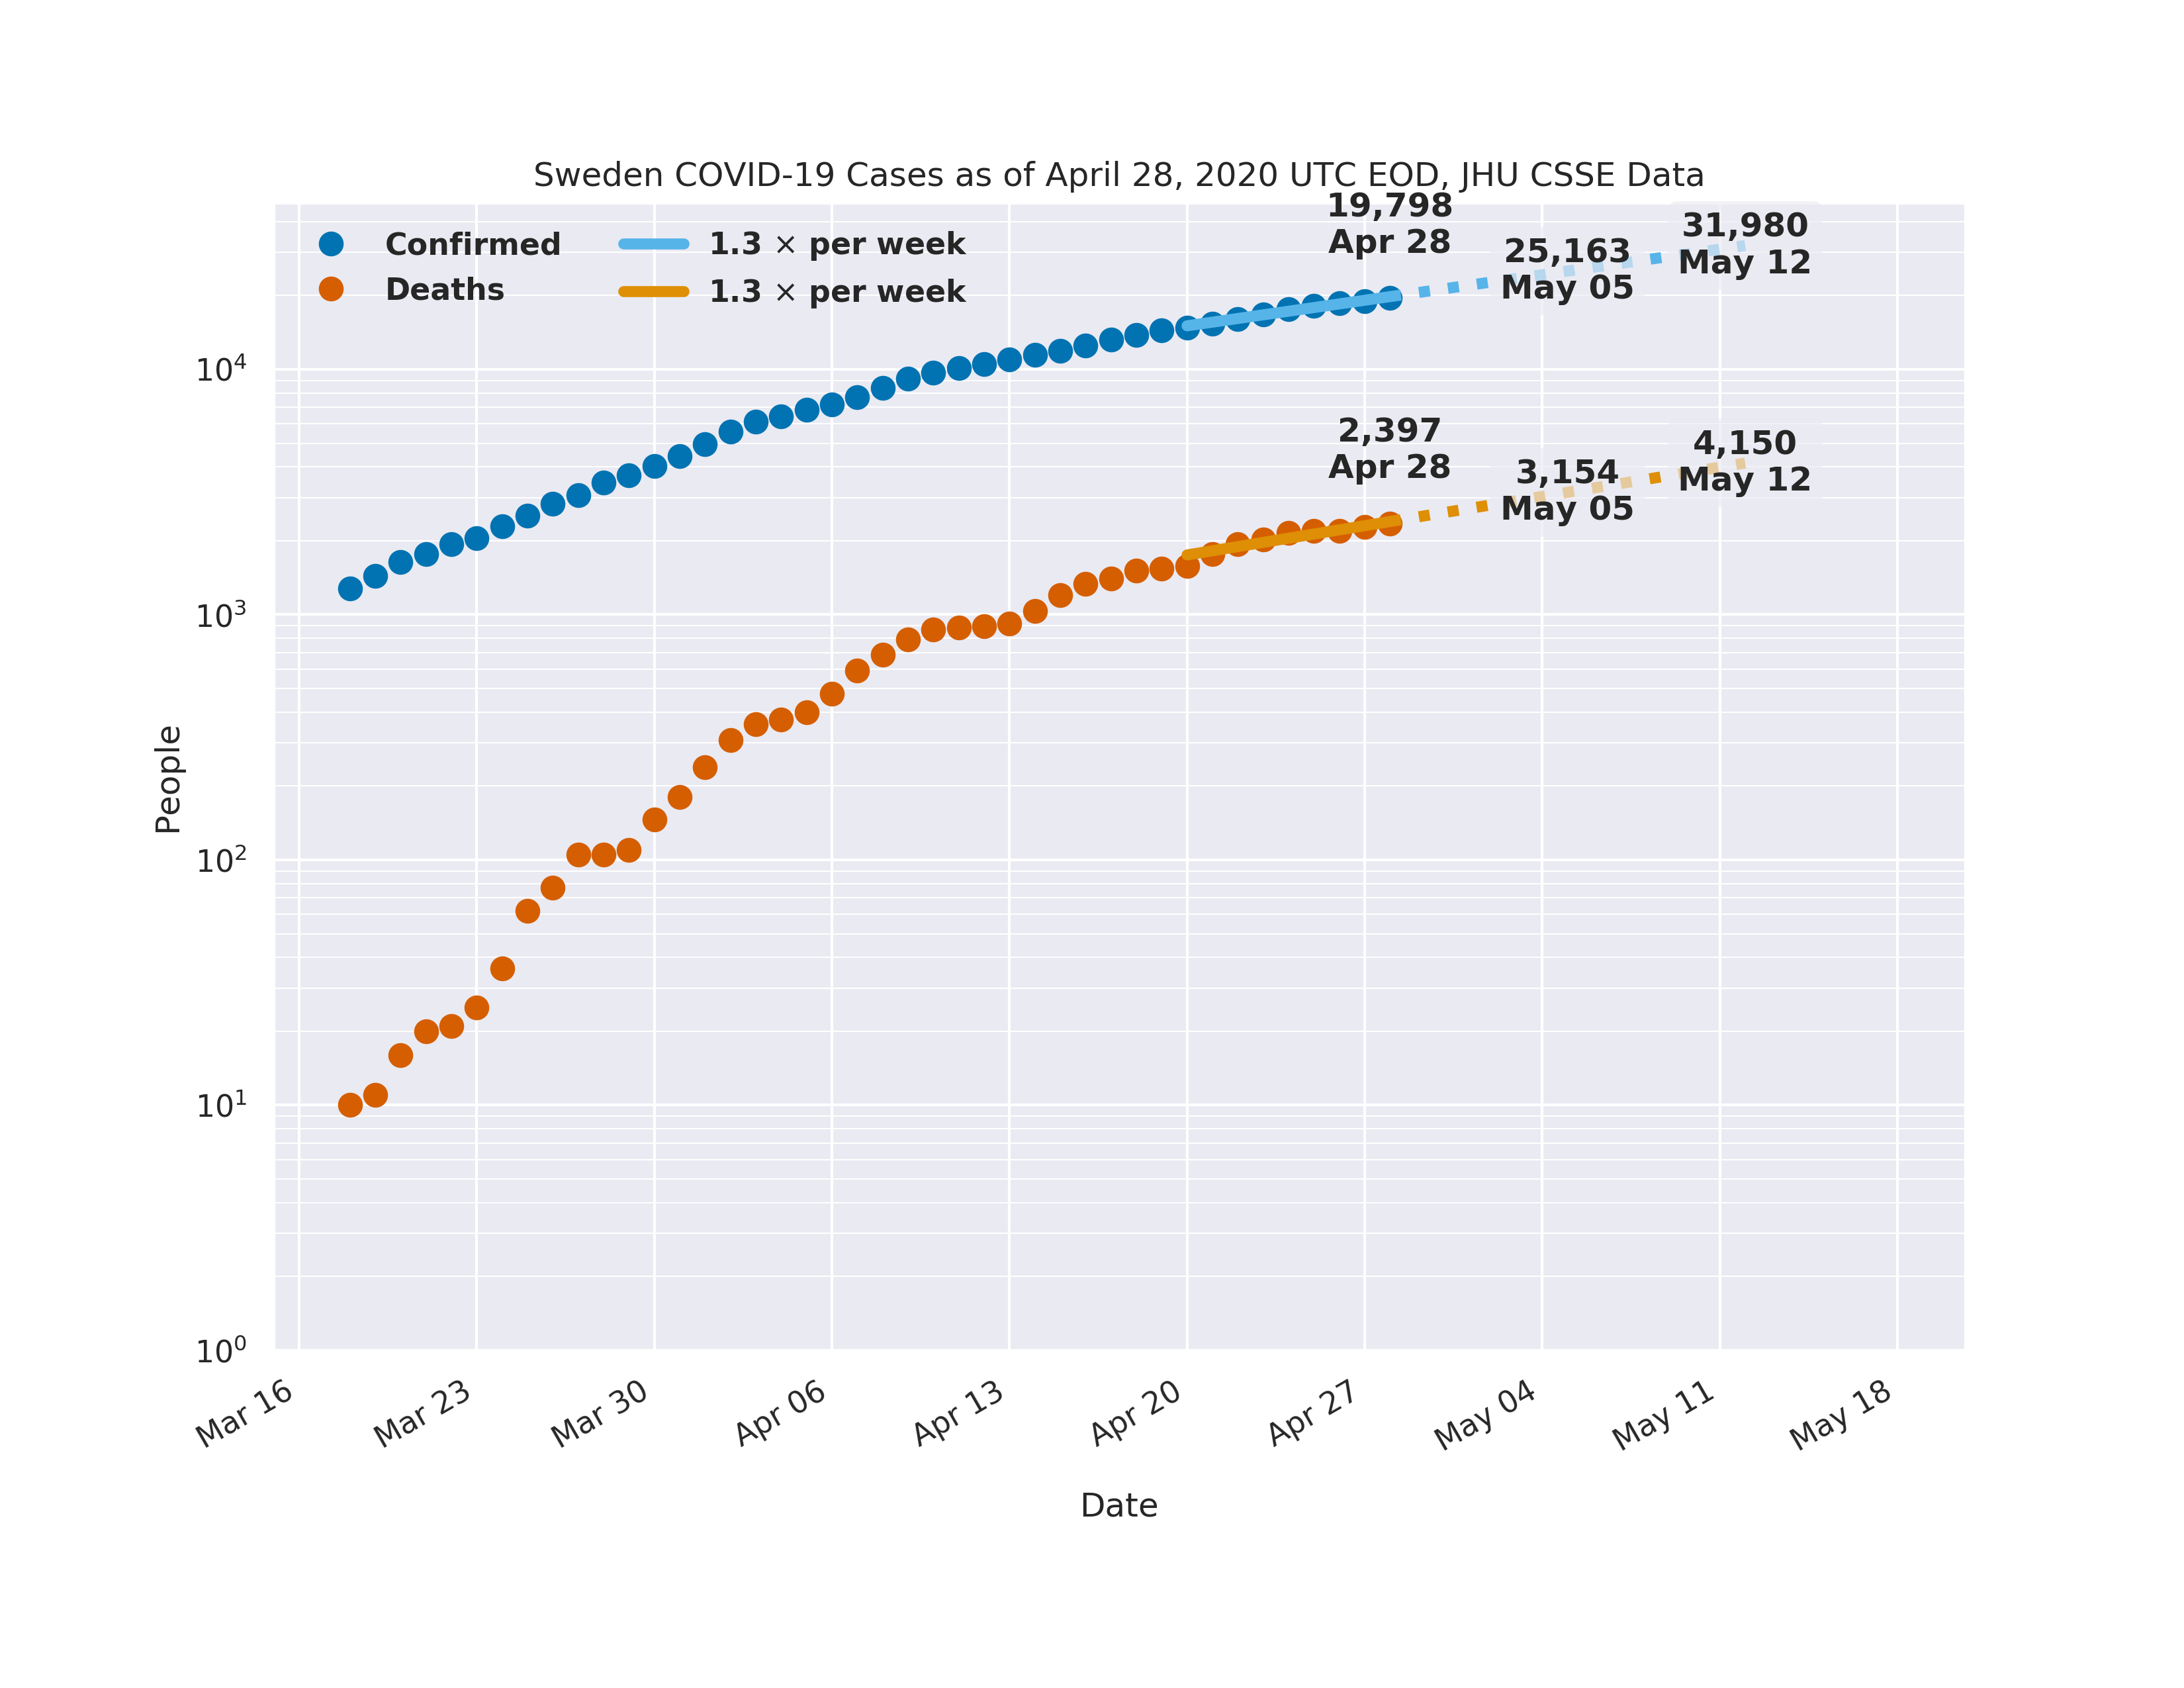 Sweden COVID-19 Cases as of April 28, 2020 UTC EOD, JHU CSSE Data
Confirmed
Deaths
1.3 × per week
1.3 × per week
19,798
Apr 28
25,163
May 05
31,980
May 12
2,397
Apr 28
3,154
May 05
4,150
May 12
People
10⁴
10³
10²
10¹
10⁰
Mar 16
Mar 23
Mar 30
Apr 06
Apr 13
Apr 20
Apr 27
May 04
May 11
May 18
Date